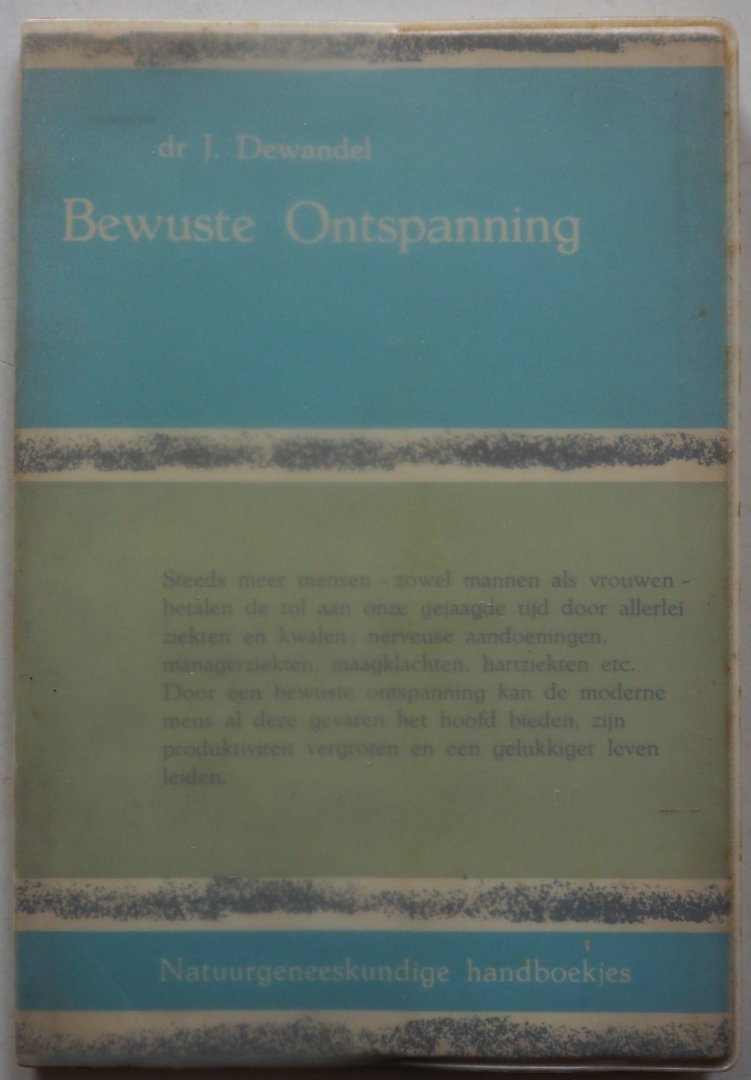 dr J. Dewandel
Bewuste Ontspanning
Steeds meer mensen - zowel mannen als vrouwen -
betalen de tol aan onze gejaagde tijd door allerlei
ziekten en kwalen; nerveuse aandoeningen,
managerziekten, maagklachten, hartziekten etc.
Door een bewuste ontspanning kan de moderne
mens al deze gevaren het hoofd bieden, zijn
produktiviteit vergroten en een gelukkiger leven
leiden.
Natuurgeneeskundige handboekjes